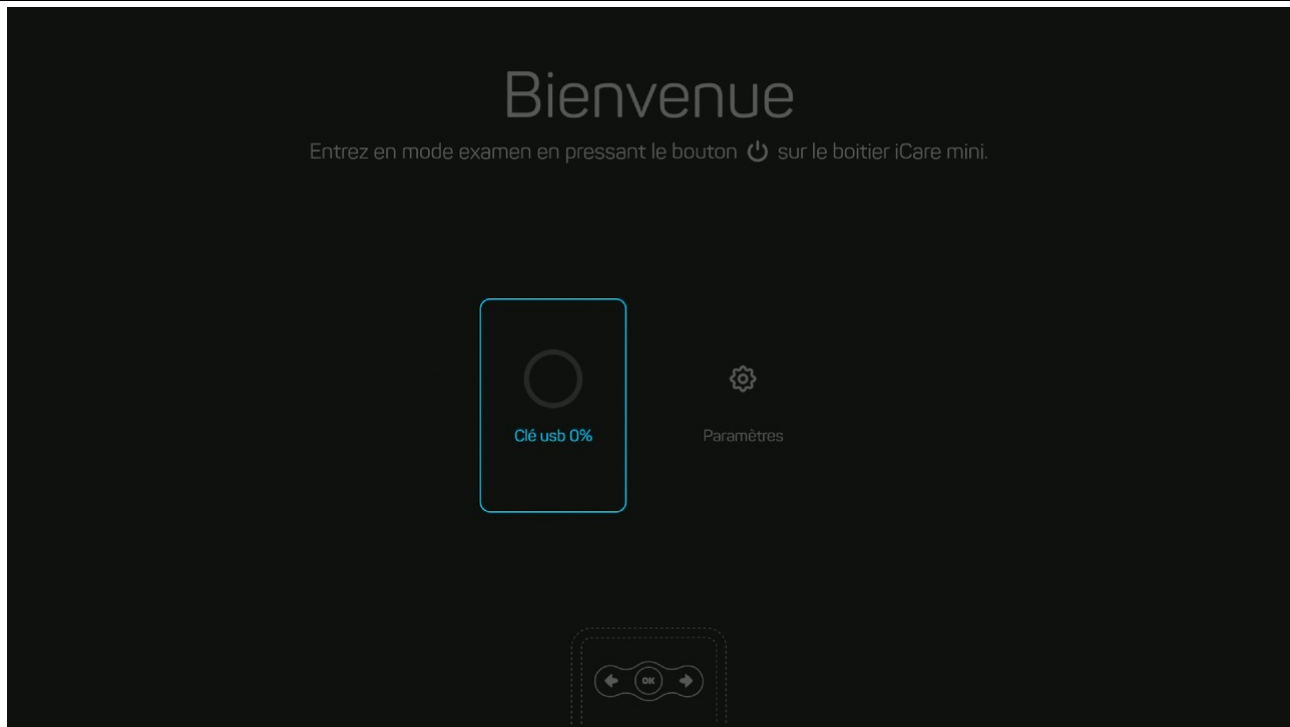 Bienvenue
Entrez en mode examen en pressant le bouton sur le boitier iCare mini.
Clé usb 0%
Paramètres
OK